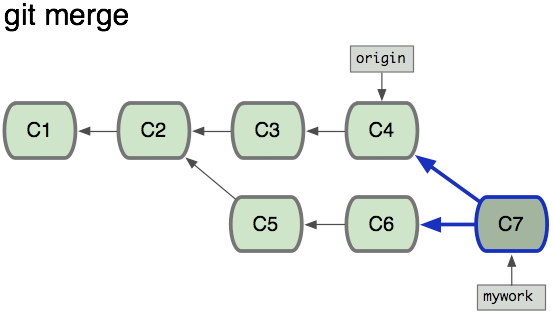 git merge
origin
C1 C2 C3 C4
C5 C6 C7
mywork